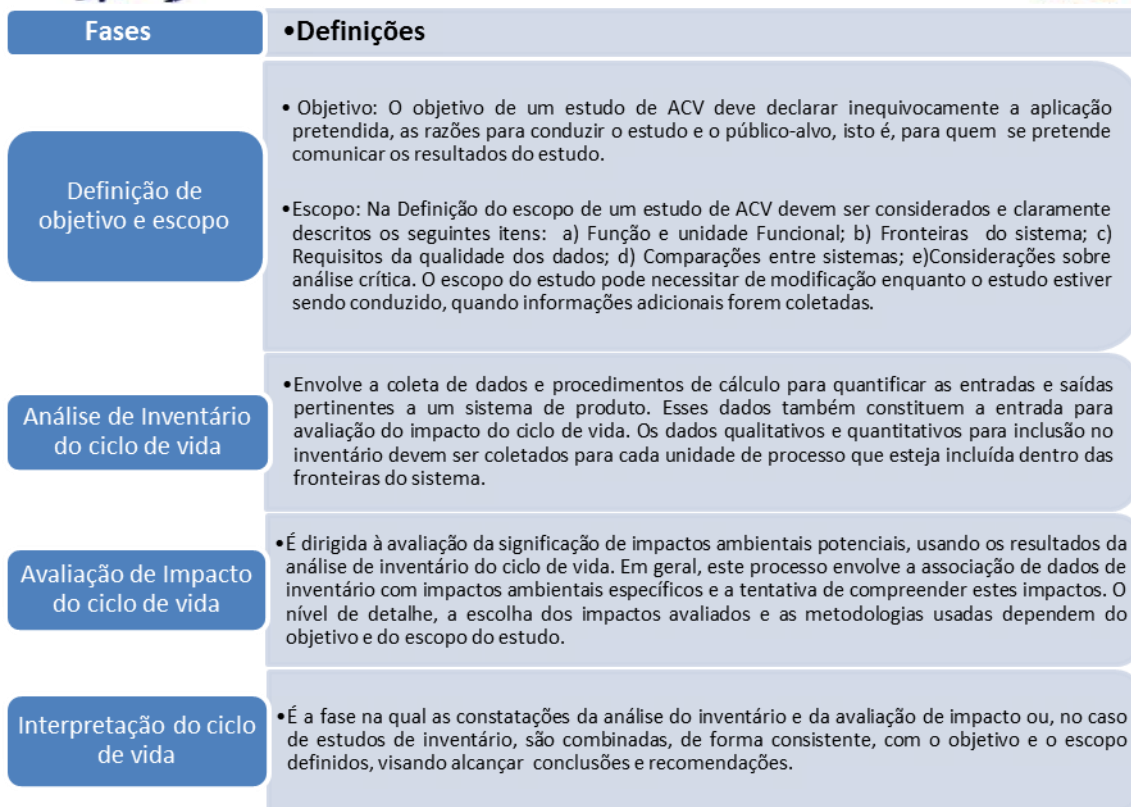 Fases
•Definições
Definição de
objetivo e escopo
• Objetivo: O objetivo de um estudo de ACV deve declarar inequivocamente a aplicação
pretendida, as razões para conduzir o estudo e o público-alvo, isto é, para quem se pretende
comunicar os resultados do estudo.
•Escopo: Na Definição do escopo de um estudo de ACV devem ser considerados e claramente
descritos os seguintes itens: a) Função e unidade Funcional; b) Fronteiras do sistema; c)
Requisitos da qualidade dos dados; d) Comparações entre sistemas; e)Considerações sobre
análise crítica. O escopo do estudo pode necessitar de modificação enquanto o estudo estiver
sendo conduzido, quando informações adicionais forem coletadas.
Análise de Inventário
do ciclo de vida
•Envolve a coleta de dados e procedimentos de cálculo para quantificar as entradas e saídas
pertinentes a um sistema de produto. Esses dados também constituem a entrada para
avaliação do impacto do ciclo de vida. Os dados qualitativos e quantitativos para inclusão no
inventário devem ser coletados para cada unidade de processo que esteja incluída dentro das
fronteiras do sistema.
Avaliação de Impacto
do ciclo de vida
•É dirigida à avaliação da significação de impactos ambientais potenciais, usando os resultados da
análise de inventário do ciclo de vida. Em geral, este processo envolve a associação de dados de
inventário com impactos ambientais específicos e a tentativa de compreender estes impactos. O
nível de detalhe, a escolha dos impactos avaliados e as metodologias usadas dependem do
objetivo e do escopo do estudo.
Interpretação do ciclo
de vida
•É a fase na qual as constatações da análise do inventário e da avaliação de impacto ou, no caso
de estudos de inventário, são combinadas, de forma consistente, com o objetivo e o escopo
definidos, visando alcançar conclusões e recomendações.